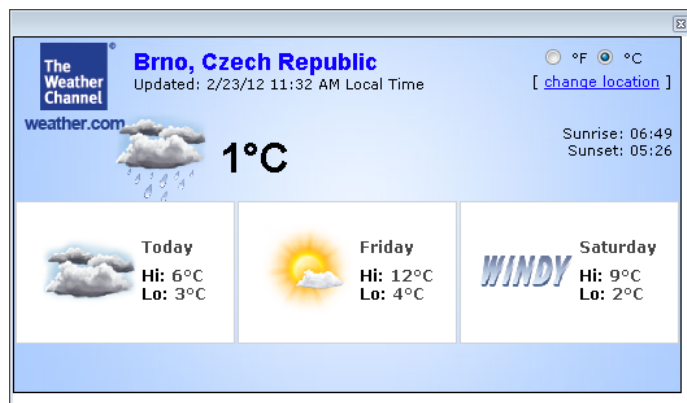 The
Weather
Channel
weather.com
Brno, Czech Republic
Updated: 2/23/12 11:32 AM Local Time
°F °C
[ change location ]
1°C
Sunrise: 06:49
Sunset: 05:26
Today
Hi: 6°C
Lo: 3°C
Friday
Hi: 12°C
Lo: 4°C
WINDY
Saturday
Hi: 9°C
Lo: 2°C